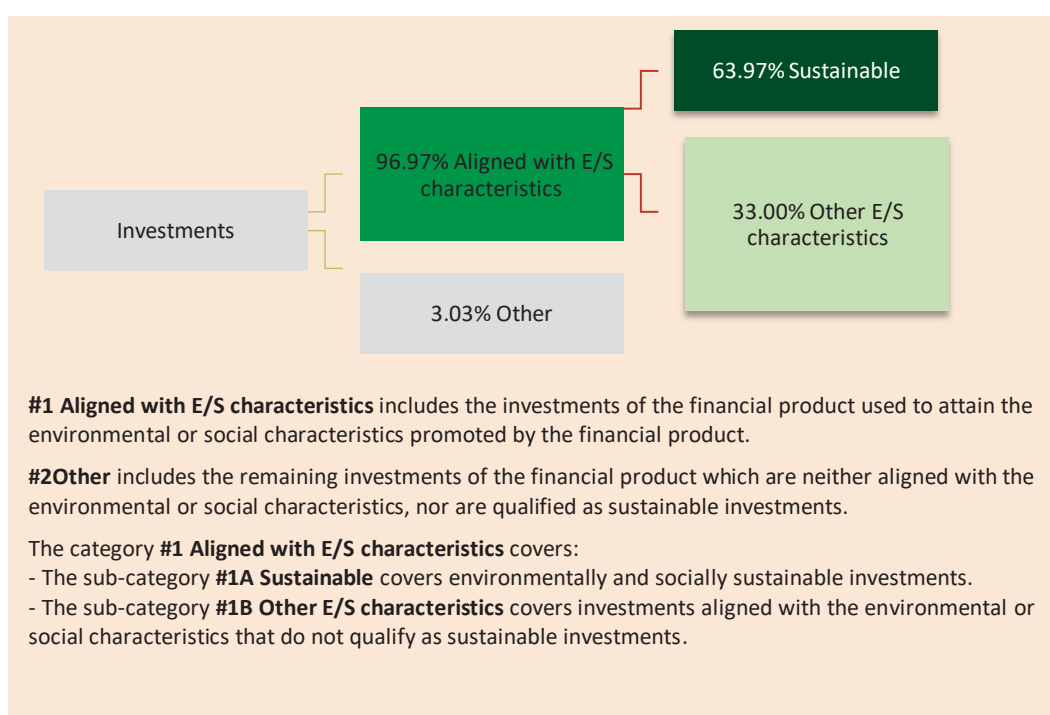 63.97% Sustainable
96.97% Aligned with E/S
characteristics
Investments
33.00% Other E/S
characteristics
3.03% Other
#1 Aligned with E/S characteristics includes the investments of the financial product used to attain the
environmental or social characteristics promoted by the financial product.
#2Other includes the remaining investments of the financial product which are neither aligned with the
environmental or social characteristics, nor are qualified as sustainable investments.
The category #1 Aligned with E/S characteristics covers:
- The sub-category #1A Sustainable covers environmentally and socially sustainable investments.
- The sub-category #1B Other E/S characteristics covers investments aligned with the environmental or
social characteristics that do not qualify as sustainable investments.